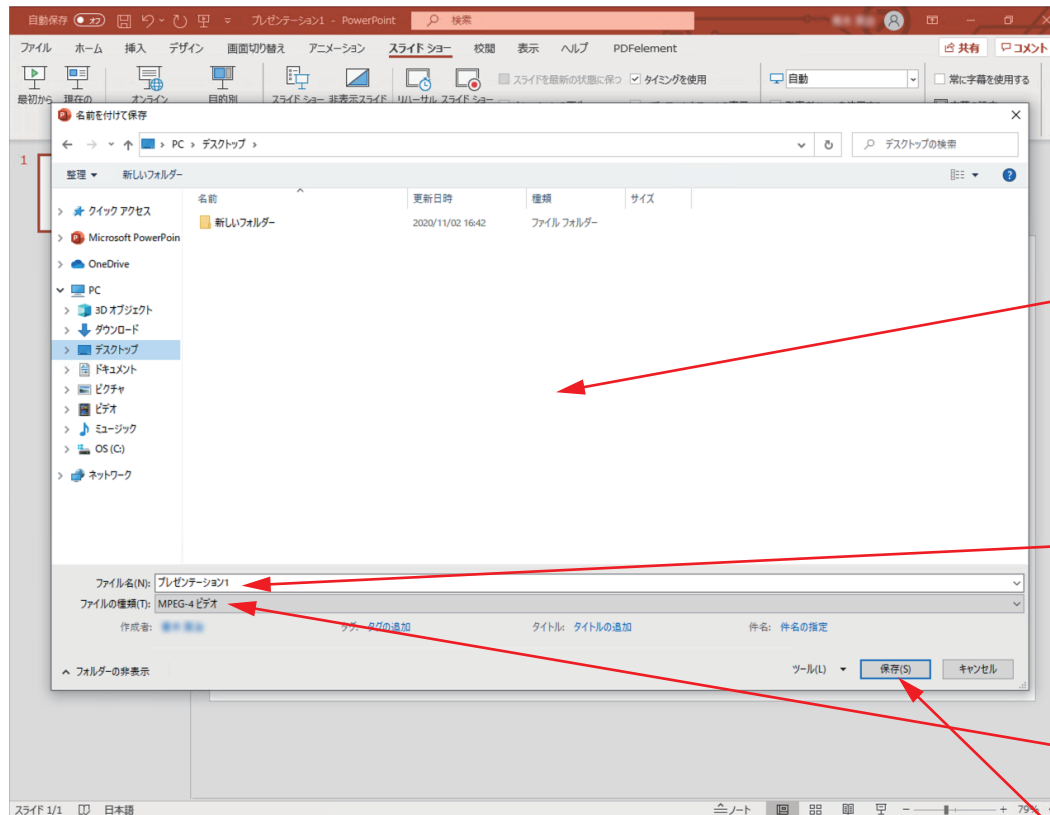 自動保存 オフ プレゼンテーション1 - PowerPoint 検索
ファイル ホーム 挿入 デザイン 画面切り替え アニメーション スライド ショー 校閲 表示 ヘルプ PDFelement 共有 コメント
スライドを最新の状態に保つ タイミングを使用 自動 常に字幕を使用する
最初から 現在の オンライン 目的別 スライド ショー 非表示スライド リハーサル スライド ショー
名前を付けて保存
PC › デスクトップ › デスクトップの検索
整理 新しいフォルダー
名前 更新日時 種類 サイズ
新しいフォルダー 2020/11/02 16:42 ファイル フォルダー
クイック アクセス
Microsoft PowerPoin
OneDrive
PC
3D オブジェクト
ダウンロード
デスクトップ
ドキュメント
ピクチャ
ビデオ
ミュージック
OS (C:)
ネットワーク
1
ファイル名(N): プレゼンテーション1
ファイルの種類(T): MPEG-4 ビデオ
作成者: タグ: タグの追加 タイトル: タイトルの追加 件名: 件名の指定
フォルダーの非表示 ツール(L) 保存(S) キャンセル
スライド 1/1 日本語 ノート 79%